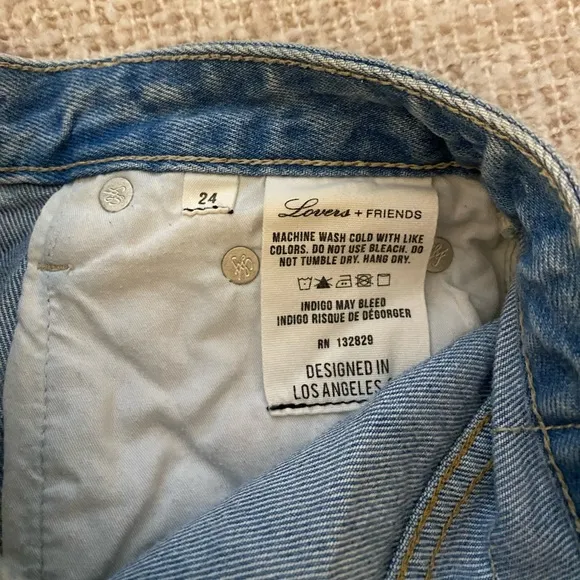 24
Lovers + FRIENDS
MACHINE WASH COLD WITH LIKE
COLORS. DO NOT USE BLEACH. DO
NOT TUMBLE DRY. HANG DRY.
INDIGO MAY BLEED
INDIGO RISQUE DE DÉGORGER
RN 132829
DESIGNED IN
LOS ANGELES